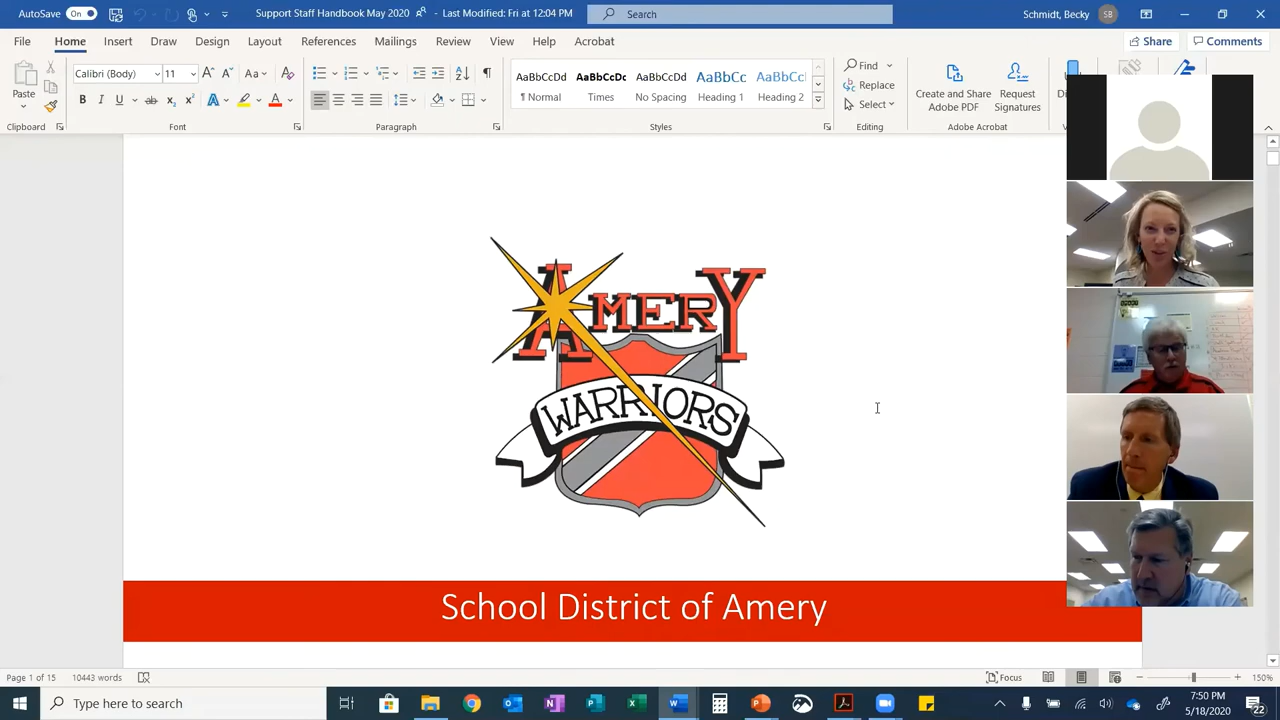 AutoSave On Support Staff Handbook May 2020 - Last Modified: Fri at 12:04 PM Search Schmidt, Becky SB
File Home Insert Draw Design Layout References Mailings Review View Help Acrobat Share Comments
Paste
Clipboard
Calibri (Body) 11
Font
Paragraph
AaBbCcDd AaBbCcDc AaBbCcDd AaBbCc AaBbCcD
¶ Normal Times No Spacing Heading 1 Heading 2
Styles
Find
Replace
Select
Editing
Create and Share Adobe PDF
Request Signatures
Adobe Acrobat
AMERY
WARRIORS
School District of Amery
Page 1 of 15 10443 words Focus 150%
Type here to search
7:50 PM
5/18/2020
22